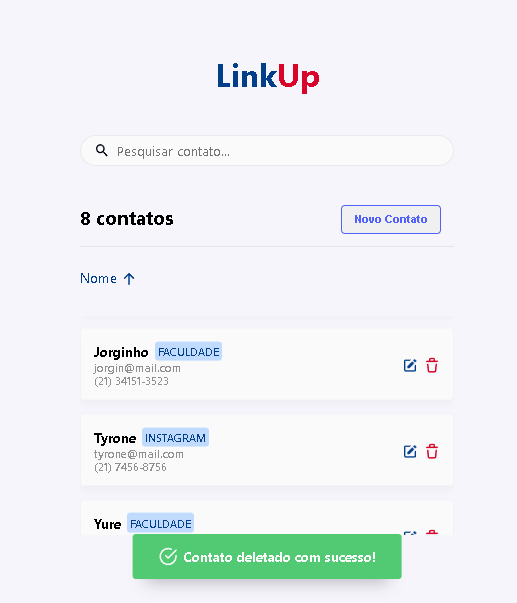 LinkUp
Pesquisar contato...
8 contatos
Novo Contato
Nome
Jorginho FACULDADE
jorgin@mail.com
(21) 34151-3523
Tyrone INSTAGRAM
tyrone@mail.com
(21) 7456-8756
Yure FACULDADE
Contato deletado com sucesso!